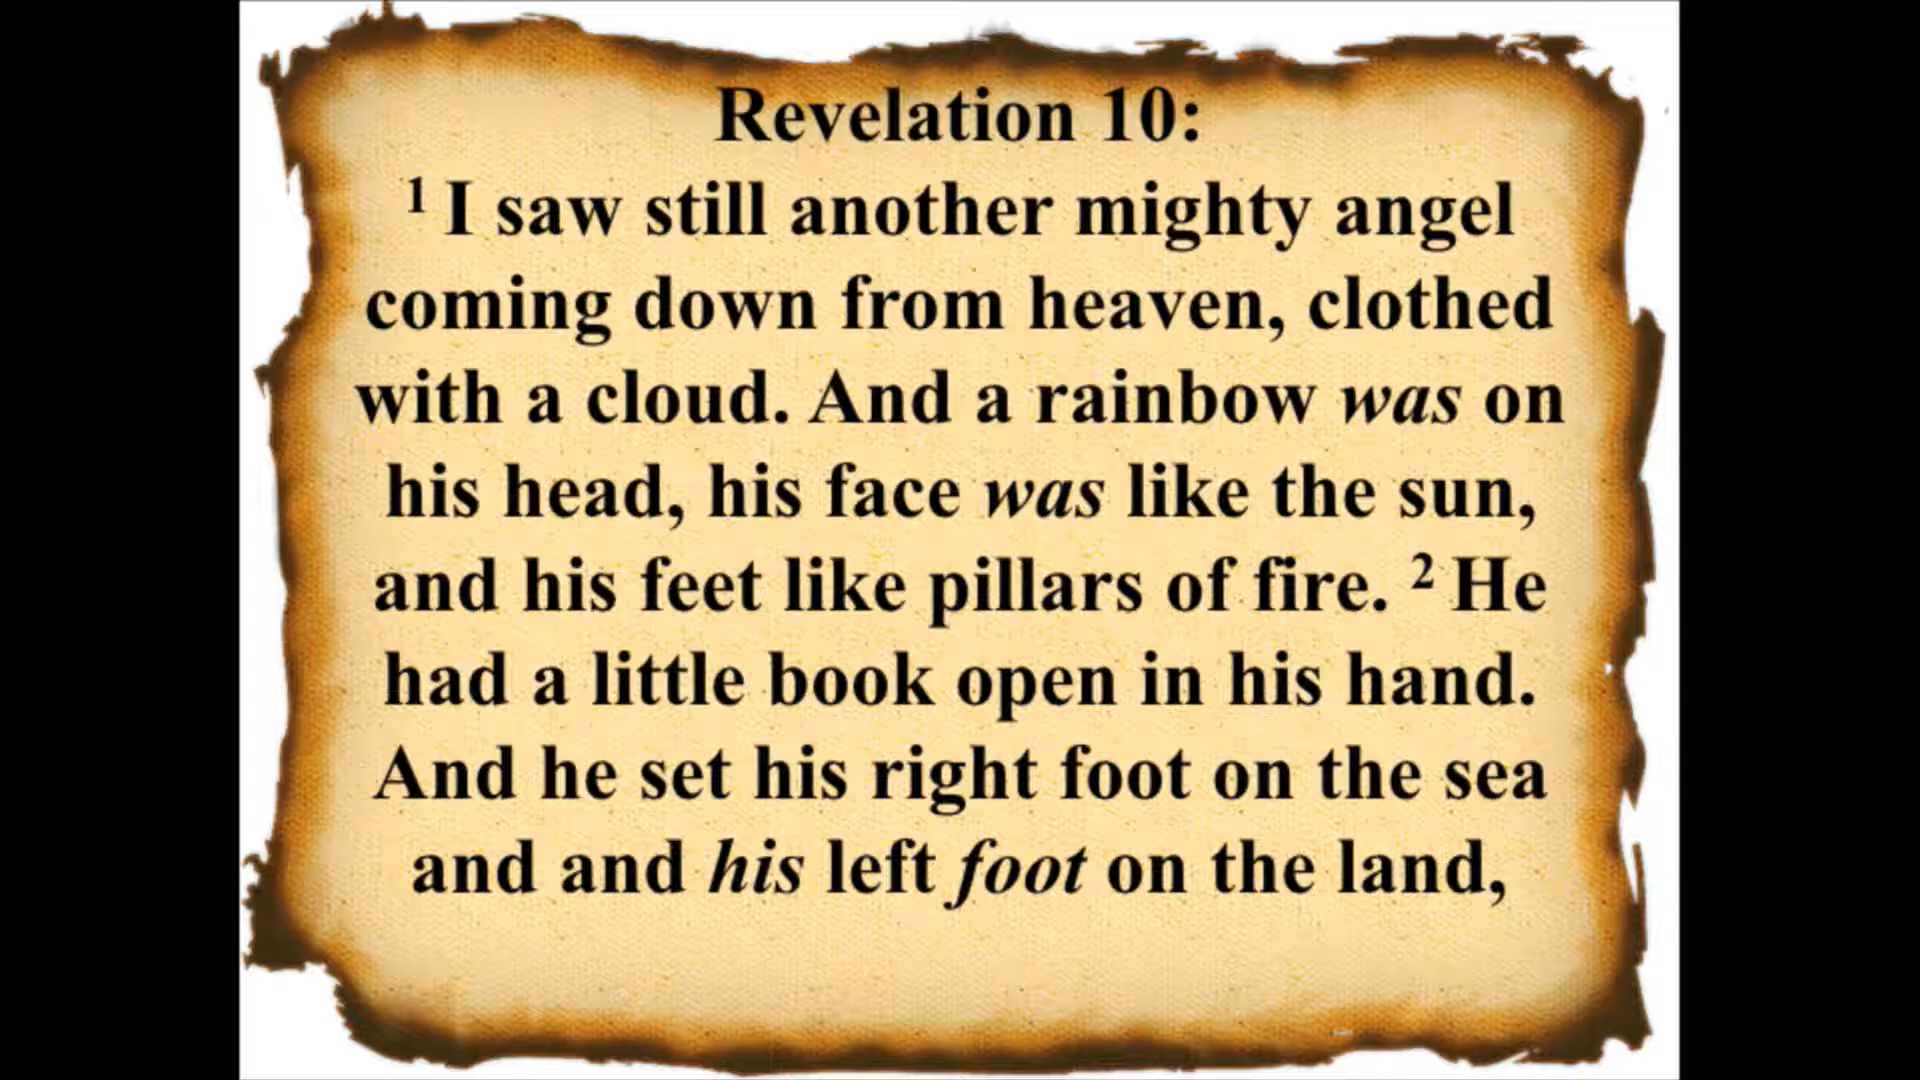 Revelation 10:
¹ I saw still another mighty angel
coming down from heaven, clothed
with a cloud. And a rainbow was on
his head, his face was like the sun,
and his feet like pillars of fire. ² He
had a little book open in his hand.
And he set his right foot on the sea
and and his left foot on the land,